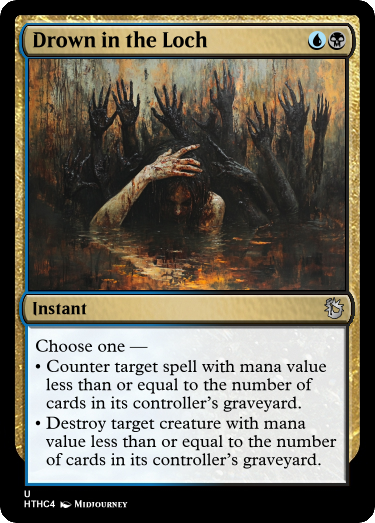 Drown in the Loch
Instant
Choose one —
• Counter target spell with mana value
less than or equal to the number of
cards in its controller's graveyard.
• Destroy target creature with mana
value less than or equal to the number
of cards in its controller's graveyard.
U
HTHC4 Midjourney